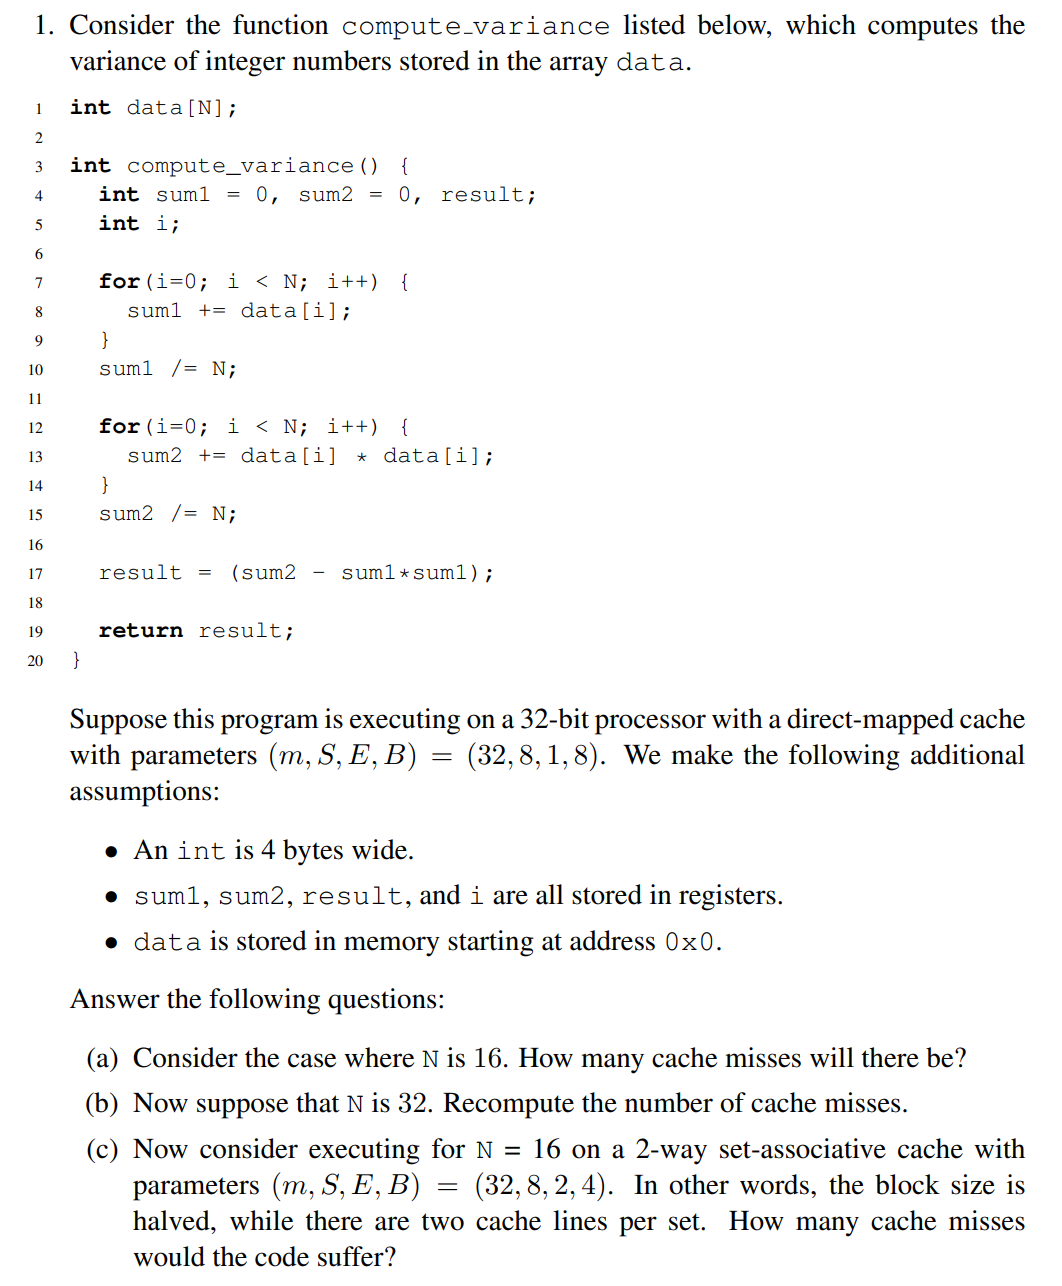 1. Consider the function compute_variance listed below, which computes the
variance of integer numbers stored in the array data.
1 int data[N];
2
3 int compute_variance() {
4 int sum1 = 0, sum2 = 0, result;
5 int i;
6
7 for(i=0; i < N; i++) {
8 sum1 += data[i];
9 }
10 sum1 /= N;
11
12 for(i=0; i < N; i++) {
13 sum2 += data[i] * data[i];
14 }
15 sum2 /= N;
16
17 result = (sum2 - sum1*sum1);
18
19 return result;
20 }
Suppose this program is executing on a 32-bit processor with a direct-mapped cache
with parameters (m, S, E, B) = (32, 8, 1, 8). We make the following additional
assumptions:
• An int is 4 bytes wide.
• sum1, sum2, result, and i are all stored in registers.
• data is stored in memory starting at address 0x0.
Answer the following questions:
(a) Consider the case where N is 16. How many cache misses will there be?
(b) Now suppose that N is 32. Recompute the number of cache misses.
(c) Now consider executing for N = 16 on a 2-way set-associative cache with
parameters (m, S, E, B) = (32, 8, 2, 4). In other words, the block size is
halved, while there are two cache lines per set. How many cache misses
would the code suffer?